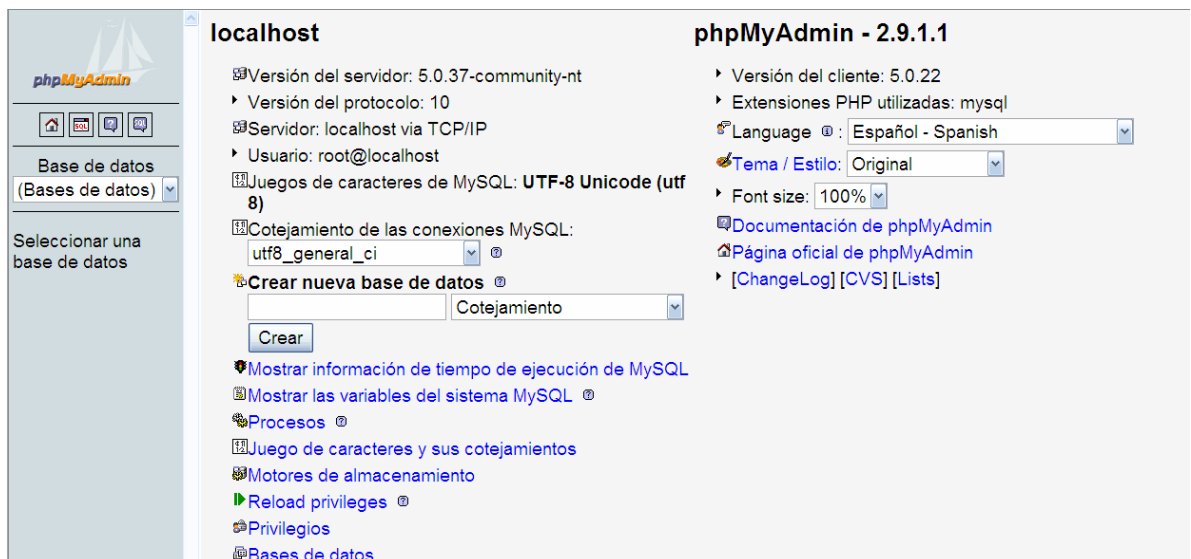 phpMyAdmin
SQL
SQL
Base de datos
(Bases de datos)
Seleccionar una
base de datos
localhost
Versión del servidor: 5.0.37-community-nt
Versión del protocolo: 10
Servidor: localhost via TCP/IP
Usuario: root@localhost
Juegos de caracteres de MySQL: UTF-8 Unicode (utf
8)
Cotejamiento de las conexiones MySQL:
utf8_general_ci
Crear nueva base de datos
Cotejamiento
Crear
Mostrar información de tiempo de ejecución de MySQL
Mostrar las variables del sistema MySQL
Procesos
Juego de caracteres y sus cotejamientos
Motores de almacenamiento
Reload privileges
Privilegios
Bases de datos
phpMyAdmin - 2.9.1.1
Versión del cliente: 5.0.22
Extensiones PHP utilizadas: mysql
Language : Español - Spanish
Tema / Estilo: Original
Font size: 100%
Documentación de phpMyAdmin
Página oficial de phpMyAdmin
[ChangeLog] [CVS] [Lists]